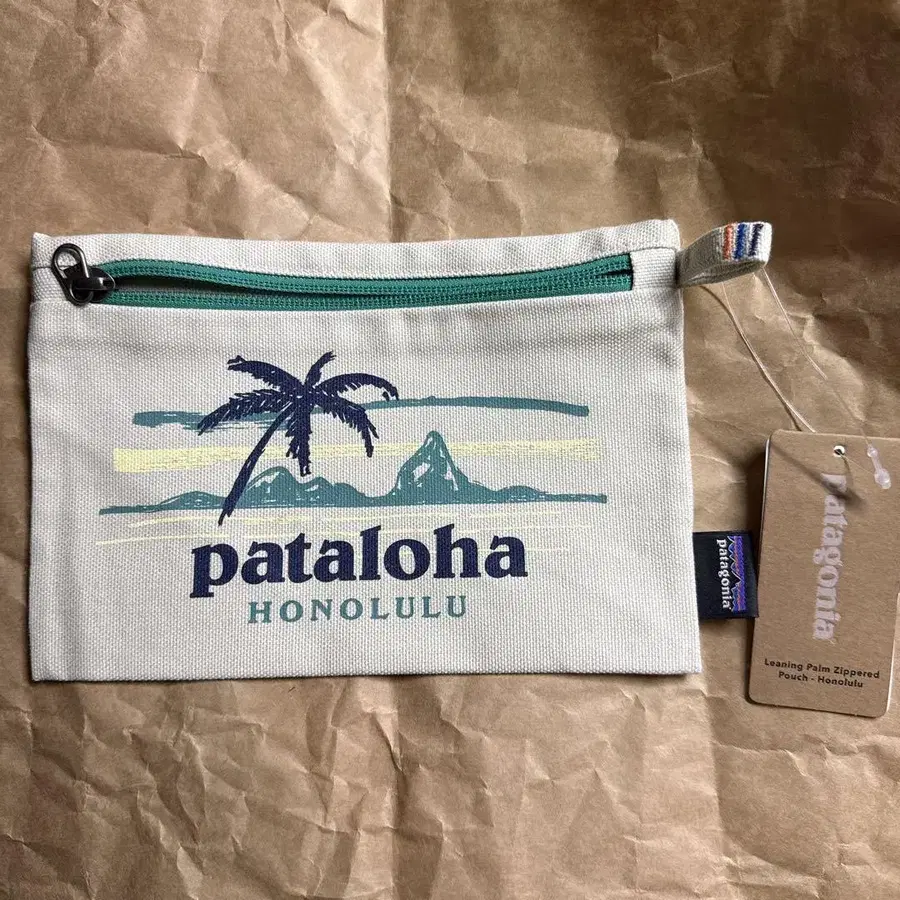 pataloha
HONOLULU
patagonia
Patagonia
Leaning Palm Zippered
Pouch - Honolulu